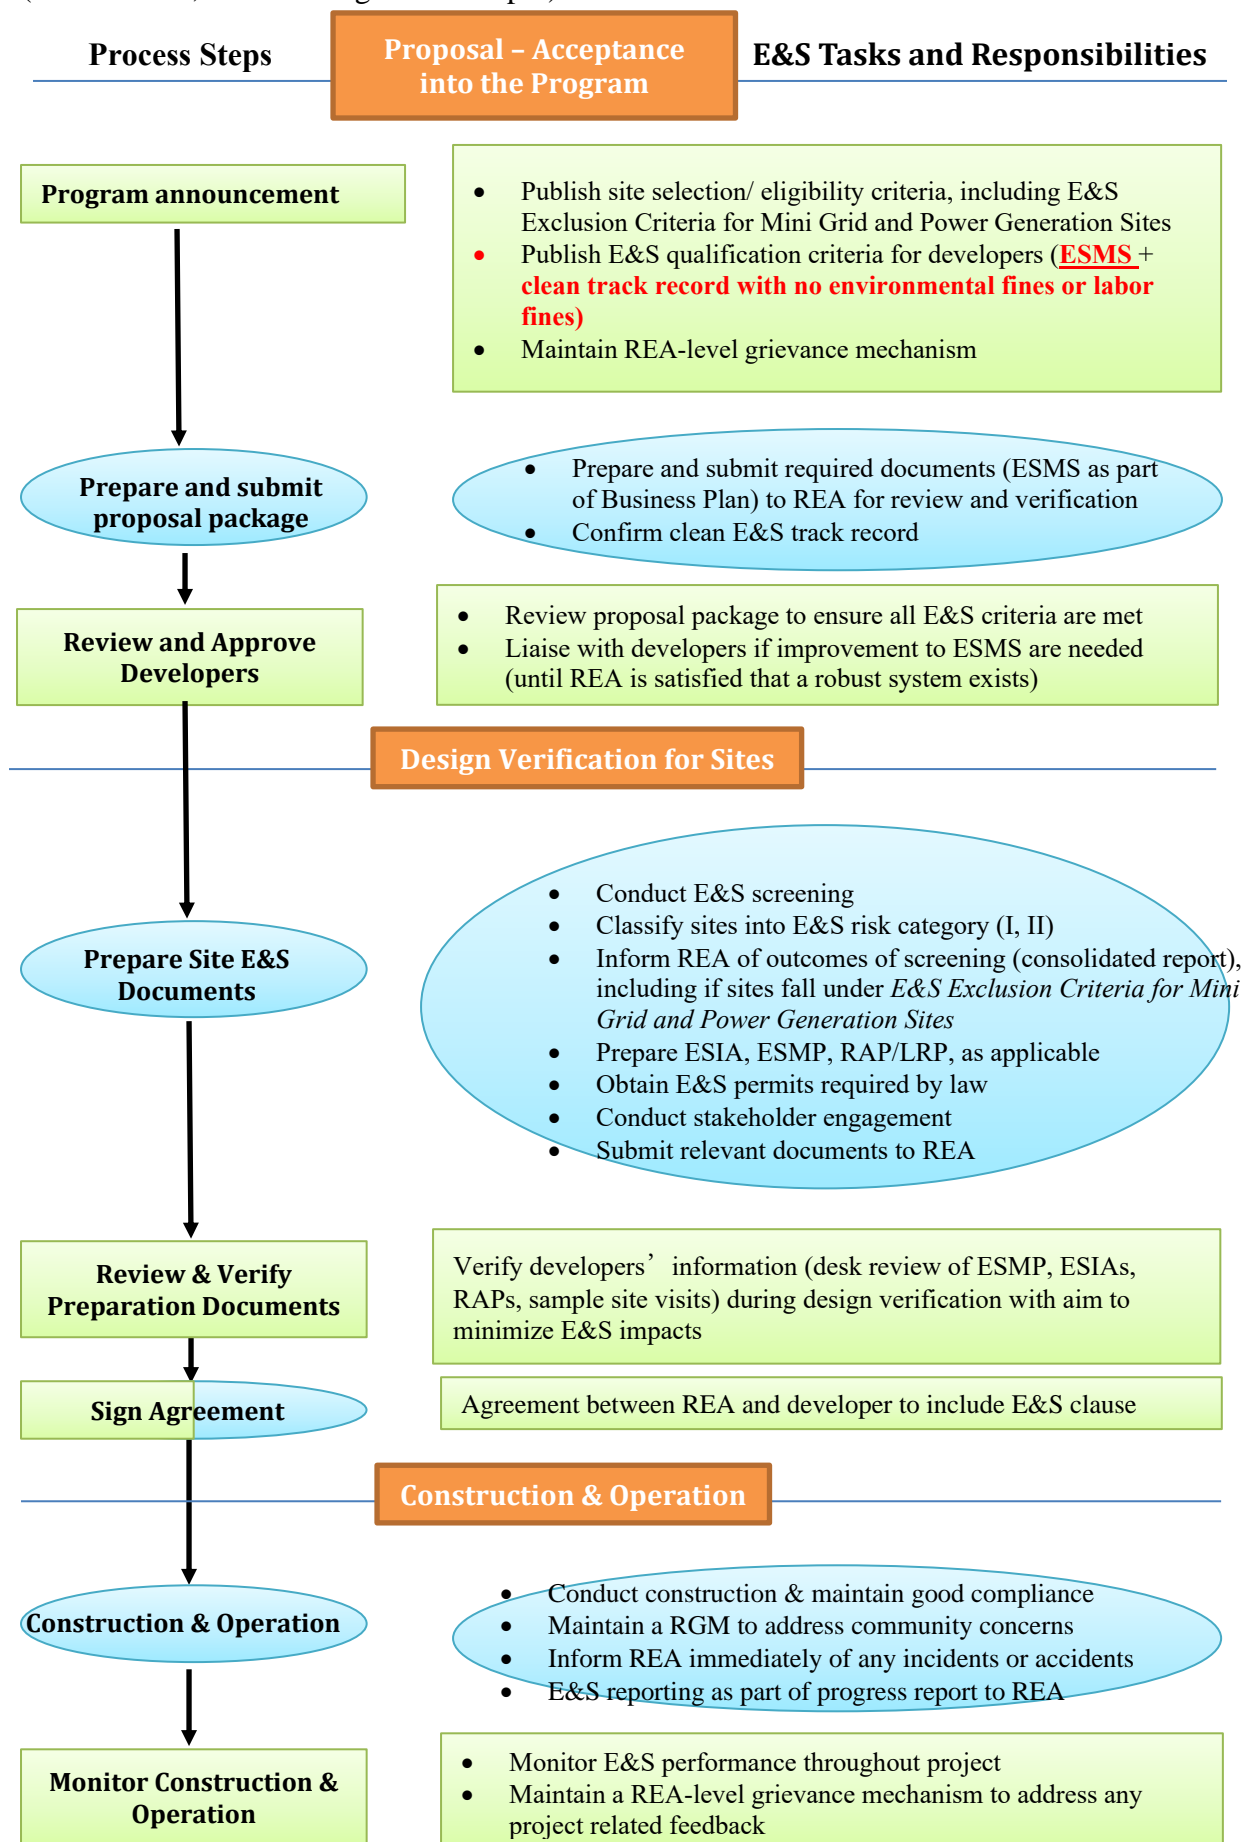 Process Steps
Proposal – Acceptance
into the Program
E&S Tasks and Responsibilities
Program announcement
• Publish site selection/ eligibility criteria, including E&S
Exclusion Criteria for Mini Grid and Power Generation Sites
• Publish E&S qualification criteria for developers (ESMS +
clean track record with no environmental fines or labor
fines)
• Maintain REA-level grievance mechanism
Prepare and submit
proposal package
• Prepare and submit required documents (ESMS as part
of Business Plan) to REA for review and verification
• Confirm clean E&S track record
Review and Approve
Developers
• Review proposal package to ensure all E&S criteria are met
• Liaise with developers if improvement to ESMS are needed
(until REA is satisfied that a robust system exists)
Design Verification for Sites
Prepare Site E&S
Documents
• Conduct E&S screening
• Classify sites into E&S risk category (I, II)
• Inform REA of outcomes of screening (consolidated report),
including if sites fall under E&S Exclusion Criteria for Mini
Grid and Power Generation Sites
• Prepare ESIA, ESMP, RAP/LRP, as applicable
• Obtain E&S permits required by law
• Conduct stakeholder engagement
• Submit relevant documents to REA
Review & Verify
Preparation Documents
Verify developers’ information (desk review of ESMP, ESIAs,
RAPs, sample site visits) during design verification with aim to
minimize E&S impacts
Sign Agreement
Agreement between REA and developer to include E&S clause
Construction & Operation
Construction & Operation
• Conduct construction & maintain good compliance
• Maintain a RGM to address community concerns
• Inform REA immediately of any incidents or accidents
• E&S reporting as part of progress report to REA
Monitor Construction &
Operation
• Monitor E&S performance throughout project
• Maintain a REA-level grievance mechanism to address any
project related feedback